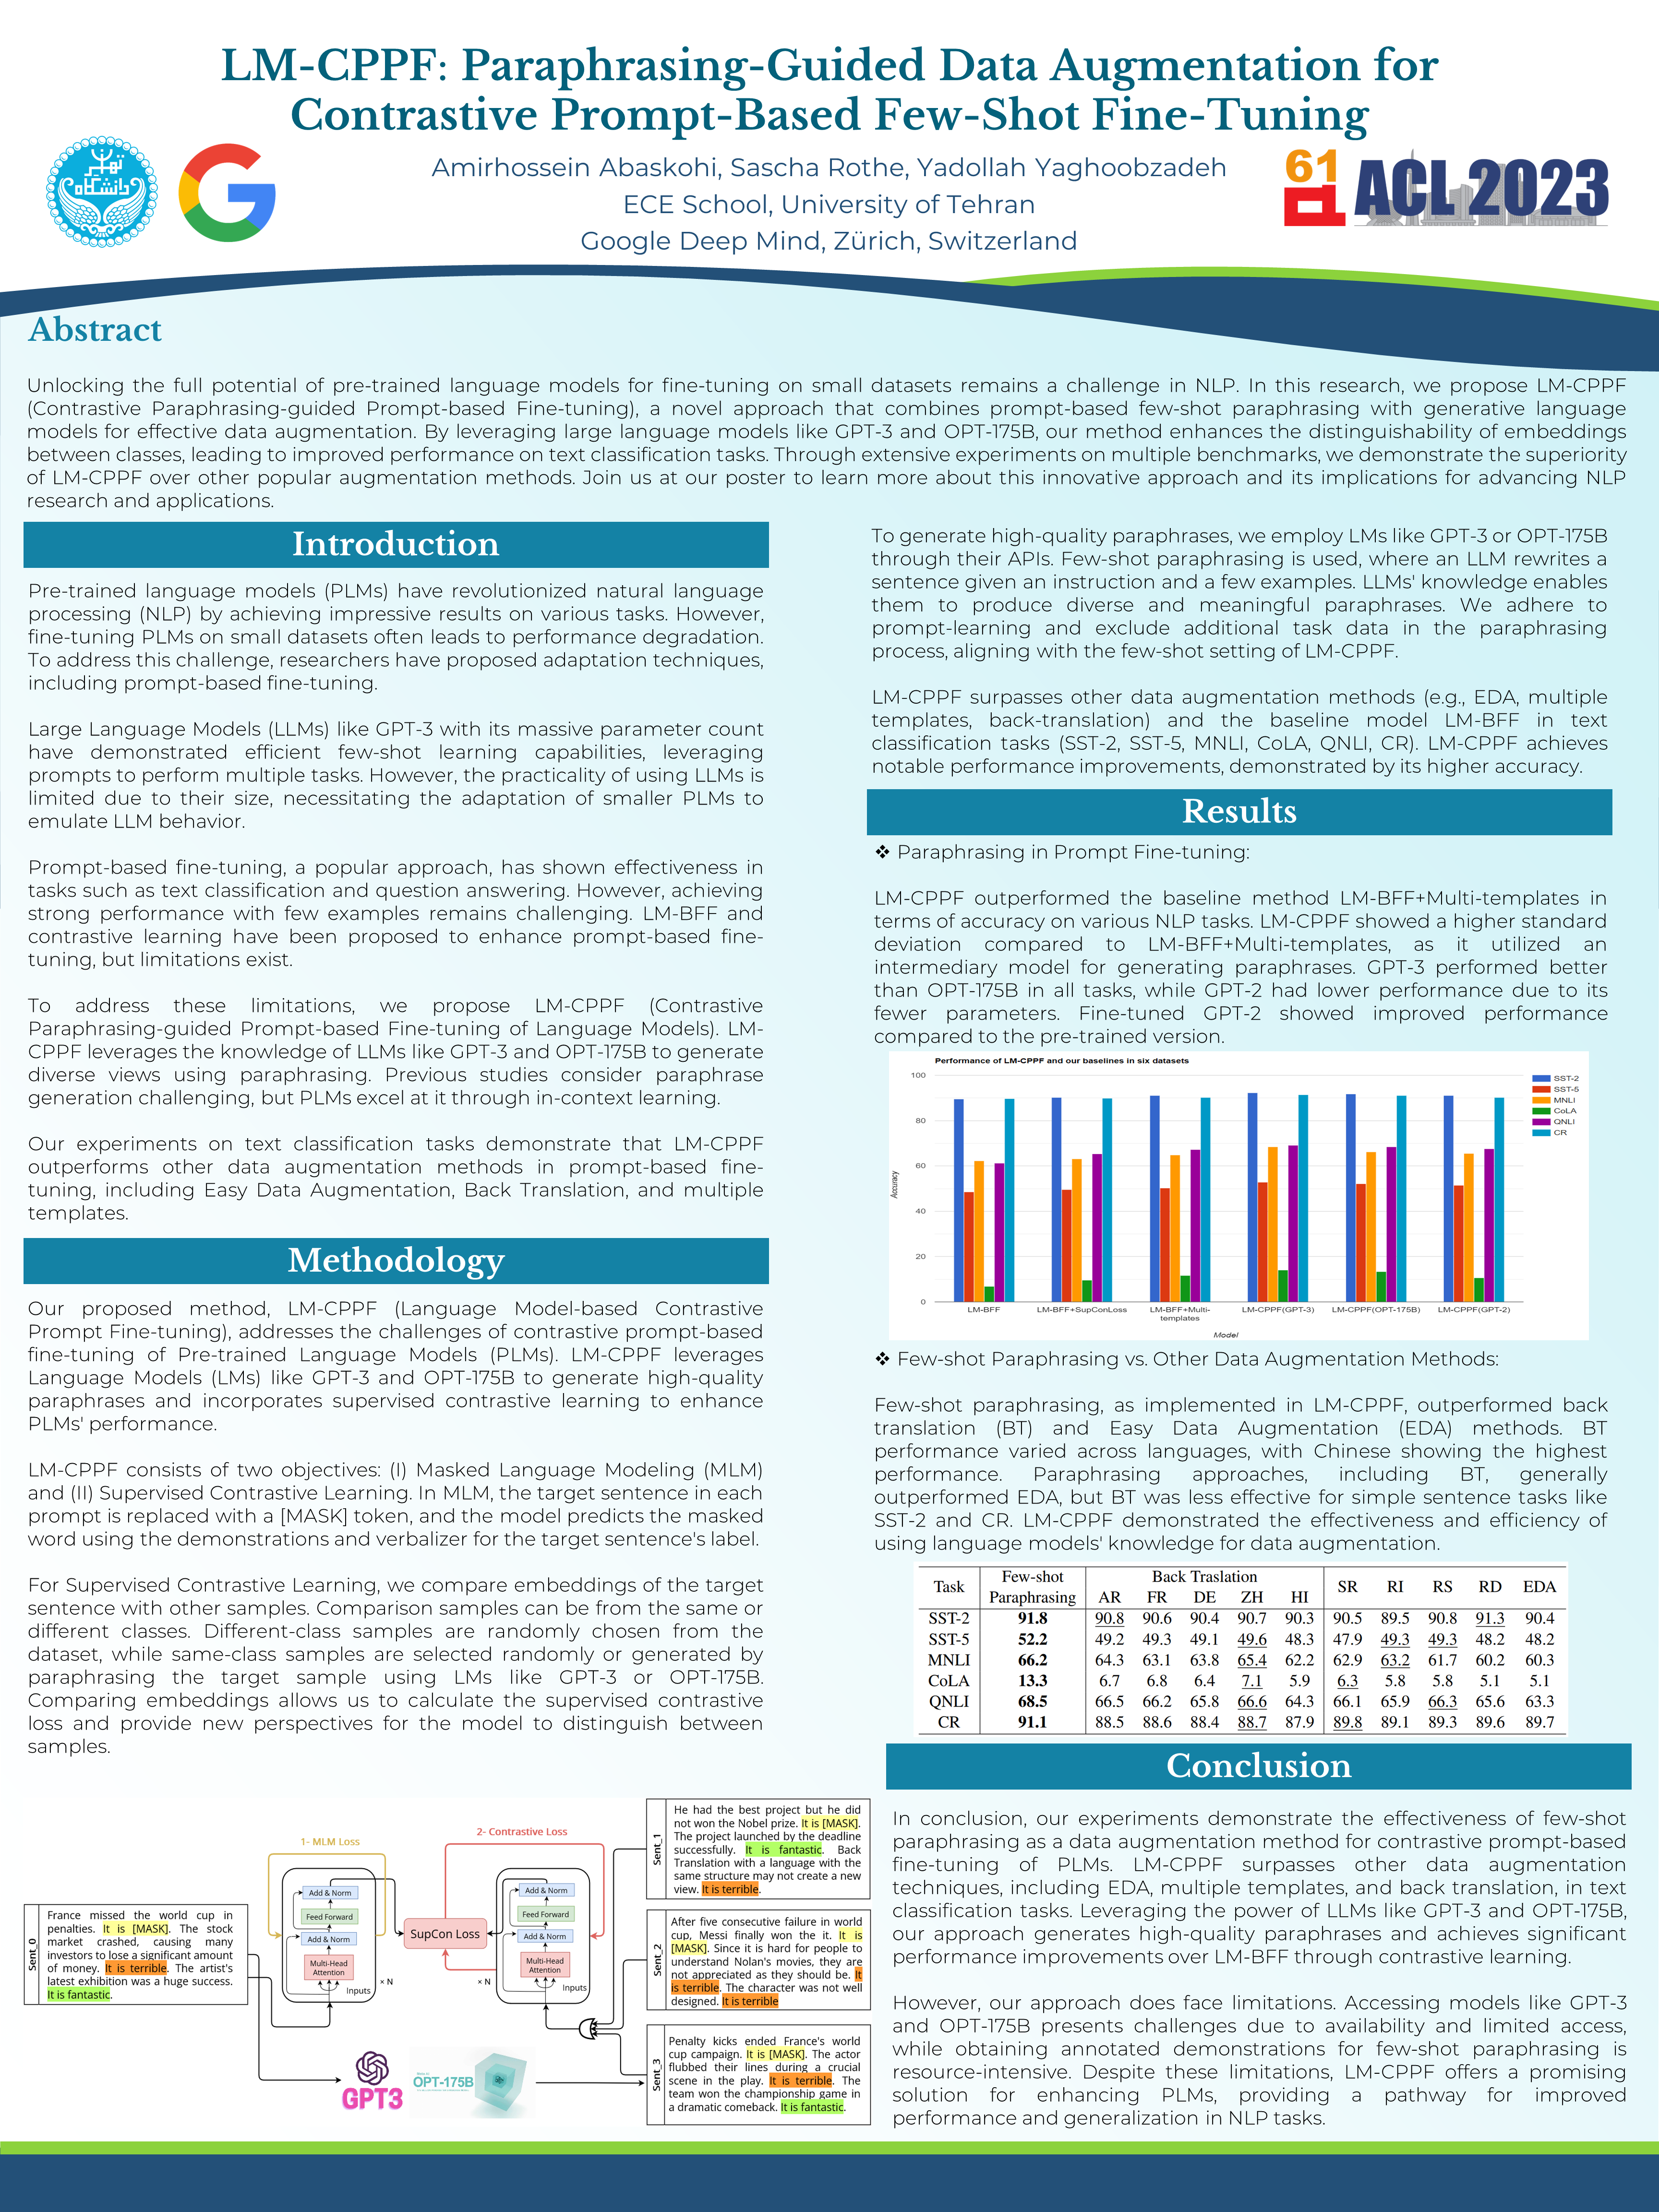 LM-CPPF: Paraphrasing-Guided Data Augmentation for
Contrastive Prompt-Based Few-Shot Fine-Tuning
Amirhossein Abaskohi, Sascha Rothe, Yadollah Yaghoobzadeh
ECE School, University of Tehran
Google Deep Mind, Zürich, Switzerland
61
ACL 2023
Abstract
Unlocking the full potential of pre-trained language models for fine-tuning on small datasets remains a challenge in NLP. In this research, we propose LM-CPPF
(Contrastive Paraphrasing-guided Prompt-based Fine-tuning), a novel approach that combines prompt-based few-shot paraphrasing with generative language
models for effective data augmentation. By leveraging large language models like GPT-3 and OPT-175B, our method enhances the distinguishability of embeddings
between classes, leading to improved performance on text classification tasks. Through extensive experiments on multiple benchmarks, we demonstrate the superiority
of LM-CPPF over other popular augmentation methods. Join us at our poster to learn more about this innovative approach and its implications for advancing NLP
research and applications.
Introduction
Pre-trained language models (PLMs) have revolutionized natural language
processing (NLP) by achieving impressive results on various tasks. However,
fine-tuning PLMs on small datasets often leads to performance degradation.
To address this challenge, researchers have proposed adaptation techniques,
including prompt-based fine-tuning.
Large Language Models (LLMs) like GPT-3 with its massive parameter count
have demonstrated efficient few-shot learning capabilities, leveraging
prompts to perform multiple tasks. However, the practicality of using LLMs is
limited due to their size, necessitating the adaptation of smaller PLMs to
emulate LLM behavior.
Prompt-based fine-tuning, a popular approach, has shown effectiveness in
tasks such as text classification and question answering. However, achieving
strong performance with few examples remains challenging. LM-BFF and
contrastive learning have been proposed to enhance prompt-based fine-
tuning, but limitations exist.
To address these limitations, we propose LM-CPPF (Contrastive
Paraphrasing-guided Prompt-based Fine-tuning of Language Models). LM-
CPPF leverages the knowledge of LLMs like GPT-3 and OPT-175B to generate
diverse views using paraphrasing. Previous studies consider paraphrase
generation challenging, but PLMs excel at it through in-context learning.
Our experiments on text classification tasks demonstrate that LM-CPPF
outperforms other data augmentation methods in prompt-based fine-
tuning, including Easy Data Augmentation, Back Translation, and multiple
templates.
Methodology
Our proposed method, LM-CPPF (Language Model-based Contrastive
Prompt Fine-tuning), addresses the challenges of contrastive prompt-based
fine-tuning of Pre-trained Language Models (PLMs). LM-CPPF leverages
Language Models (LMs) like GPT-3 and OPT-175B to generate high-quality
paraphrases and incorporates supervised contrastive learning to enhance
PLMs' performance.
LM-CPPF consists of two objectives: (I) Masked Language Modeling (MLM)
and (II) Supervised Contrastive Learning. In MLM, the target sentence in each
prompt is replaced with a [MASK] token, and the model predicts the masked
word using the demonstrations and verbalizer for the target sentence's label.
For Supervised Contrastive Learning, we compare embeddings of the target
sentence with other samples. Comparison samples can be from the same or
different classes. Different-class samples are randomly chosen from the
dataset, while same-class samples are selected randomly or generated by
paraphrasing the target sample using LMs like GPT-3 or OPT-175B.
Comparing embeddings allows us to calculate the supervised contrastive
loss and provide new perspectives for the model to distinguish between
samples.
Sent_0
France missed the world cup in
penalties. It is [MASK]. The stock
market crashed, causing many
investors to lose a significant amount
of money. It is terrible. The artist's
latest exhibition was a huge success.
It is fantastic.
1- MLM Loss
Add & Norm
Feed Forward
Add & Norm
Multi-Head
Attention
× N
Inputs
SupCon Loss
2- Contrastive Loss
Add & Norm
Feed Forward
Add & Norm
Multi-Head
Attention
× N
Inputs
GPT3
OPT-175B
Sent_1
He had the best project but he did
not won the Nobel prize. It is [MASK].
The project launched by the deadline
successfully. It is fantastic. Back
Translation with a language with the
same structure may not create a new
view. It is terrible.
Sent_2
After five consecutive failure in world
cup, Messi finally won the it. It is
[MASK]. Since it is hard for people to
understand Nolan's movies, they are
not appreciated as they should be. It
is terrible. The character was not well
designed. It is terrible
Sent_3
Penalty kicks ended France's world
cup campaign. It is [MASK]. The actor
flubbed their lines during a crucial
scene in the play. It is terrible. The
team won the championship game in
a dramatic comeback. It is fantastic.
To generate high-quality paraphrases, we employ LMs like GPT-3 or OPT-175B
through their APIs. Few-shot paraphrasing is used, where an LLM rewrites a
sentence given an instruction and a few examples. LLMs' knowledge enables
them to produce diverse and meaningful paraphrases. We adhere to
prompt-learning and exclude additional task data in the paraphrasing
process, aligning with the few-shot setting of LM-CPPF.
LM-CPPF surpasses other data augmentation methods (e.g., EDA, multiple
templates, back-translation) and the baseline model LM-BFF in text
classification tasks (SST-2, SST-5, MNLI, CoLA, QNLI, CR). LM-CPPF achieves
notable performance improvements, demonstrated by its higher accuracy.
Results
❖ Paraphrasing in Prompt Fine-tuning:
LM-CPPF outperformed the baseline method LM-BFF+Multi-templates in
terms of accuracy on various NLP tasks. LM-CPPF showed a higher standard
deviation compared to LM-BFF+Multi-templates, as it utilized an
intermediary model for generating paraphrases. GPT-3 performed better
than OPT-175B in all tasks, while GPT-2 had lower performance due to its
fewer parameters. Fine-tuned GPT-2 showed improved performance
compared to the pre-trained version.
Performance of LM-CPPF and our baselines in six datasets
100
80
60
40
20
0
Accuracy
LM-BFF
LM-BFF+SupConLoss
LM-BFF+Multi-
templates
LM-CPPF(GPT-3)
LM-CPPF(OPT-175B)
LM-CPPF(GPT-2)
Model
SST-2
SST-5
MNLI
CoLA
QNLI
CR
❖ Few-shot Paraphrasing vs. Other Data Augmentation Methods:
Few-shot paraphrasing, as implemented in LM-CPPF, outperformed back
translation (BT) and Easy Data Augmentation (EDA) methods. BT
performance varied across languages, with Chinese showing the highest
performance. Paraphrasing approaches, including BT, generally
outperformed EDA, but BT was less effective for simple sentence tasks like
SST-2 and CR. LM-CPPF demonstrated the effectiveness and efficiency of
using language models' knowledge for data augmentation.
Task Few-shot Paraphrasing Back Traslation SR RI RS RD EDA
AR FR DE ZH HI
SST-2 91.8 90.8 90.6 90.4 90.7 90.3 90.5 89.5 90.8 91.3 90.4
SST-5 52.2 49.2 49.3 49.1 49.6 48.3 47.9 49.3 49.3 48.2 48.2
MNLI 66.2 64.3 63.1 63.8 65.4 62.2 62.9 63.2 61.7 60.2 60.3
CoLA 13.3 6.7 6.8 6.4 7.1 5.9 6.3 5.8 5.8 5.1 5.1
QNLI 68.5 66.5 66.2 65.8 66.6 64.3 66.1 65.9 66.3 65.6 63.3
CR 91.1 88.5 88.6 88.4 88.7 87.9 89.8 89.1 89.3 89.6 89.7
Conclusion
In conclusion, our experiments demonstrate the effectiveness of few-shot
paraphrasing as a data augmentation method for contrastive prompt-based
fine-tuning of PLMs. LM-CPPF surpasses other data augmentation
techniques, including EDA, multiple templates, and back translation, in text
classification tasks. Leveraging the power of LLMs like GPT-3 and OPT-175B,
our approach generates high-quality paraphrases and achieves significant
performance improvements over LM-BFF through contrastive learning.
However, our approach does face limitations. Accessing models like GPT-3
and OPT-175B presents challenges due to availability and limited access,
while obtaining annotated demonstrations for few-shot paraphrasing is
resource-intensive. Despite these limitations, LM-CPPF offers a promising
solution for enhancing PLMs, providing a pathway for improved
performance and generalization in NLP tasks.